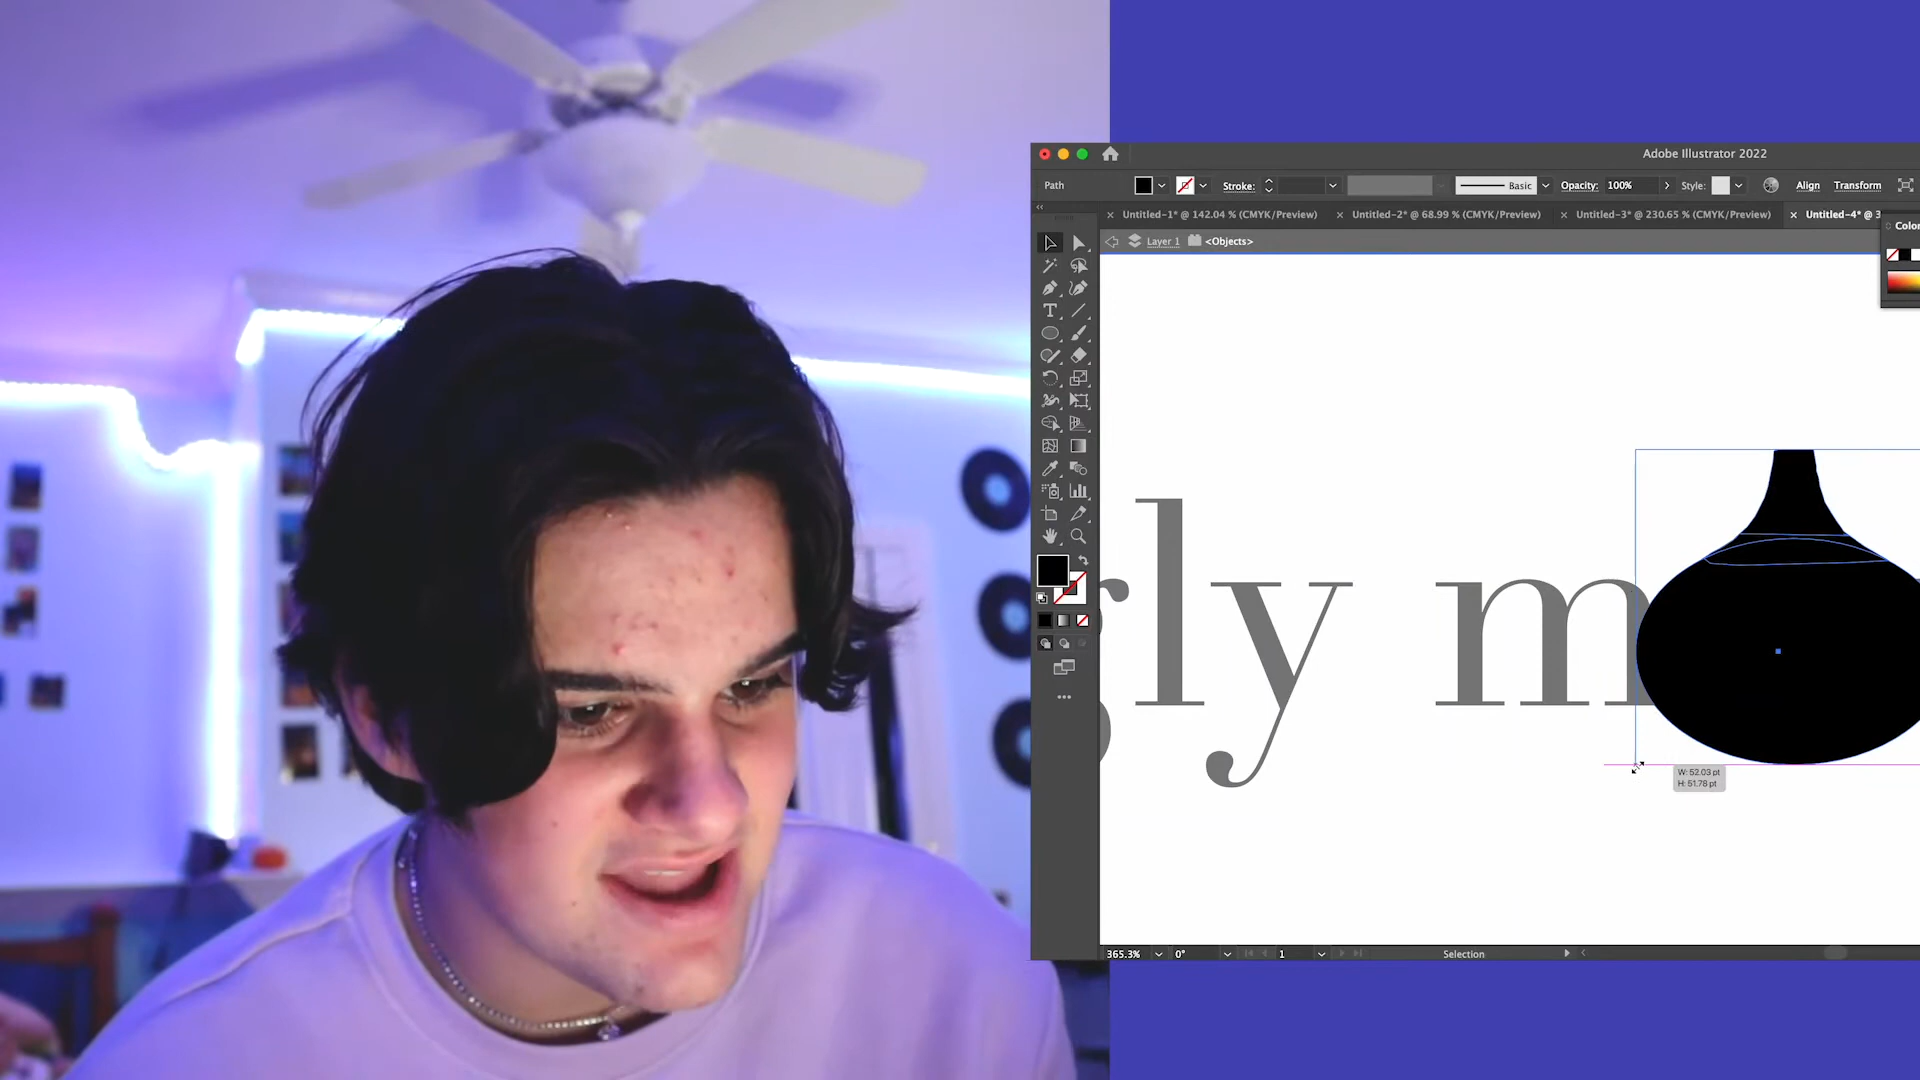 Adobe Illustrator 2022
Path
Stroke:
Basic
Opacity: 100%
Style:
Align
Transform
Untitled-1* @ 142.04 % (CMYK/Preview)
Untitled-2* @ 68.99 % (CMYK/Preview)
Untitled-3* @ 230.65 % (CMYK/Preview)
Untitled-4* @ 3
Color
Layer 1
<Objects>
ly m
W: 52.03 pt
H: 51.78 pt
365.3%
0°
1
Selection